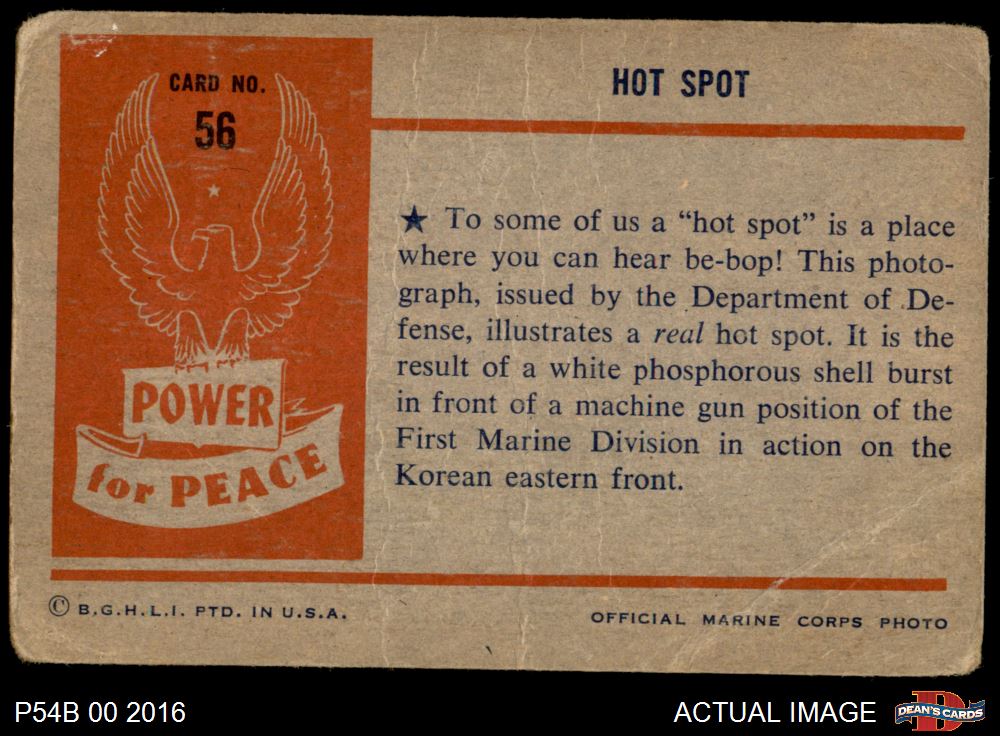 CARD NO.
56
POWER
for PEACE
HOT SPOT
★ To some of us a “hot spot” is a place
where you can hear be-bop! This photo-
graph, issued by the Department of De-
fense, illustrates a real hot spot. It is the
result of a white phosphorous shell burst
in front of a machine gun position of the
First Marine Division in action on the
Korean eastern front.
© B.G.H.L.I. PTD. IN U.S.A.
OFFICIAL MARINE CORPS PHOTO
P54B 00 2016
ACTUAL IMAGE
D
DEAN'S CARDS